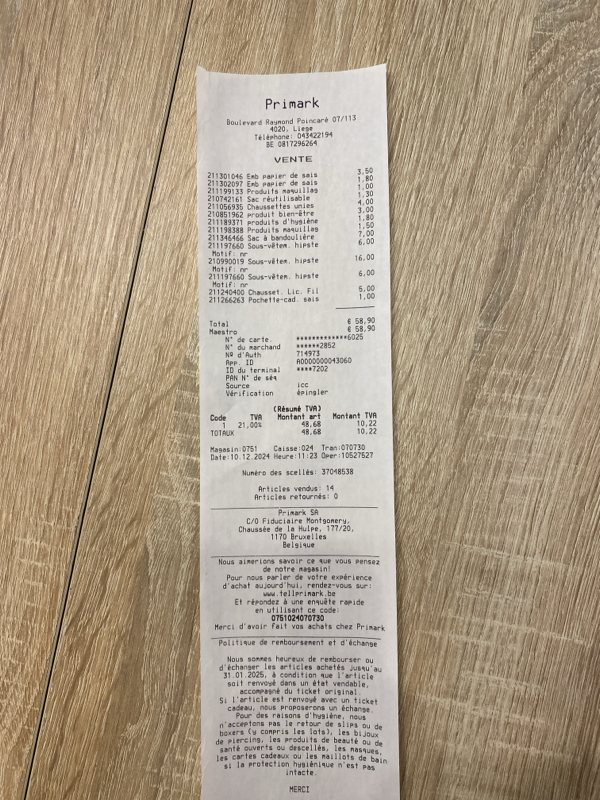 Primark
Boulevard Raymond Poincaré 07/113
4020, Liege
Téléphone: 043422194
BE 0817296264
VENTE
211301046 Emb papier de sais 3,50
211302097 Emb papier de sais 1,80
211199133 Produits maquillag 1,00
210742161 Sac réutilisable 1,30
211056935 Chaussettes unies 4,00
210851962 produit bien-être 3,00
211189371 produits d'hygiène 1,80
211198388 Produits maquillag 1,50
211346466 Sac à bandoulière 7,00
211197660 Sous-vêtem. hipste 6,00
Motif: nr
210990019 Sous-vêtem. hipste 16,00
Motif: nr
211197660 Sous-vêtem. hipste 6,00
Motif: nr
211240400 Chausset. Lic. Fil 5,00
211266263 Pochette-cad. sais 1,00
Total € 58,90
Maestro € 58,90
N° de carte. *************6025
N° du marchand ******2852
Nº d'Auth 714973
App. ID A0000000043060
ID du terminal ****7202
PAN N° de séq
Source icc
Vérification épingler
(Résumé TVA)
Code TVA Montant art Montant TVA
1 21,00% 48,68 10,22
TOTAUX 48,68 10,22
Magasin:0751 Caisse:024 Tran:070730
Date:10.12.2024 Heure:11:23 Oper:10527527
Numéro des scellés: 37048538
Articles vendus: 14
Articles retournés: 0
Primark SA
C/O Fiduciaire Montgomery,
Chaussée de la Hulpe, 177/20,
1170 Bruxelles
Belgique
Nous aimerions savoir ce que vous pensez
de notre magasin!
Pour nous parler de votre expérience
d'achat aujourd'hui, rendez-vous sur:
www.tellprimark.be
Et répondez à une enquête rapide
en utilisant ce code:
0751024070730
Merci d'avoir fait vos achats chez Primark
Politique de remboursement et d'échange
Nous sommes heureux de rembourser ou
d'échanger les articles achetés jusqu'au
31.01.2025, à condition que l'article
soit renvoyé dans un état vendable,
accompagné du ticket original.
Si l'article est renvoyé avec un ticket
cadeau, nous proposerons un échange.
Pour des raisons d'hygiène, nous
n'acceptons pas le retour de slips ou de
boxers (y compris les lots), les bijoux
de piercing, les produits de beauté ou de
santé ouverts ou descellés, les masques,
les cartes cadeaux ou les maillots de bain
si la protection hygiénique n'est pas
intacte.
MERCI